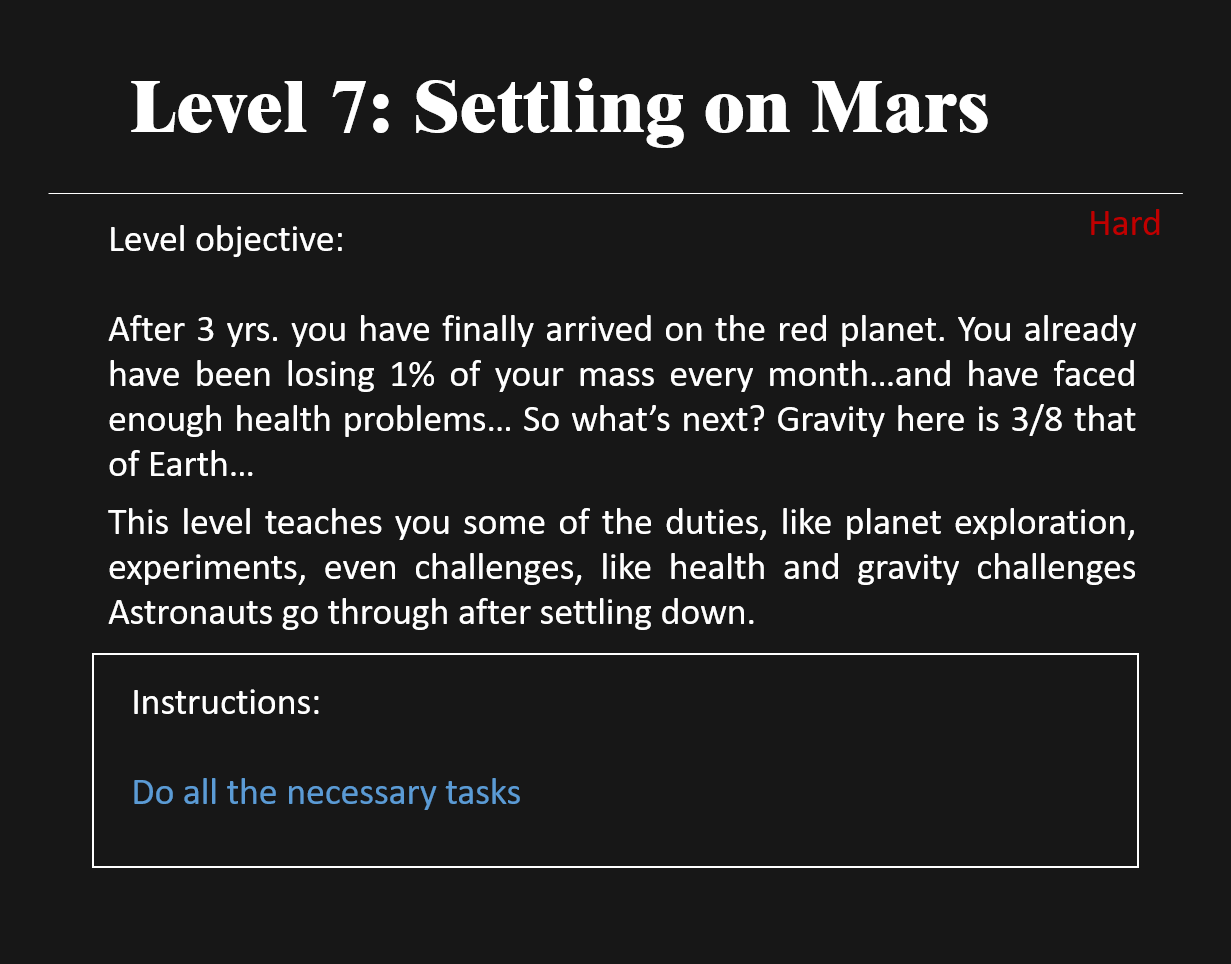 Level 7: Settling on Mars
Hard
Level objective:
After 3 yrs. you have finally arrived on the red planet. You already
have been losing 1% of your mass every month…and have faced
enough health problems… So what’s next? Gravity here is 3/8 that
of Earth…
This level teaches you some of the duties, like planet exploration,
experiments, even challenges, like health and gravity challenges
Astronauts go through after settling down.
Instructions:
Do all the necessary tasks